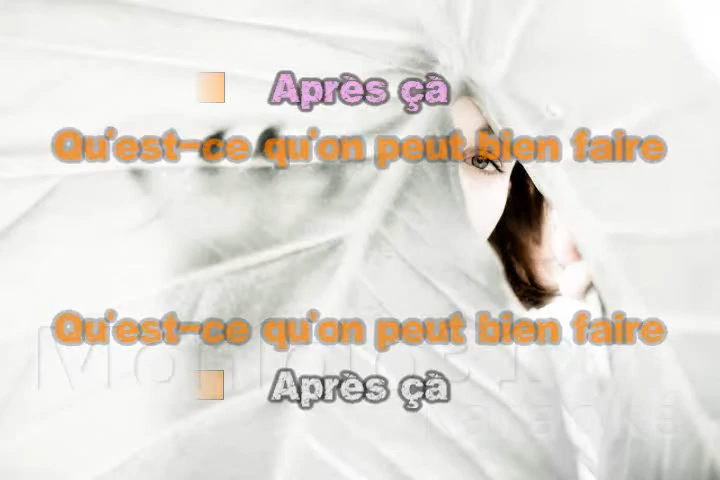 Après çà
Qu'est-ce qu'on peut bien faire
Qu'est-ce qu'on peut bien faire
Après çà
Karaoké